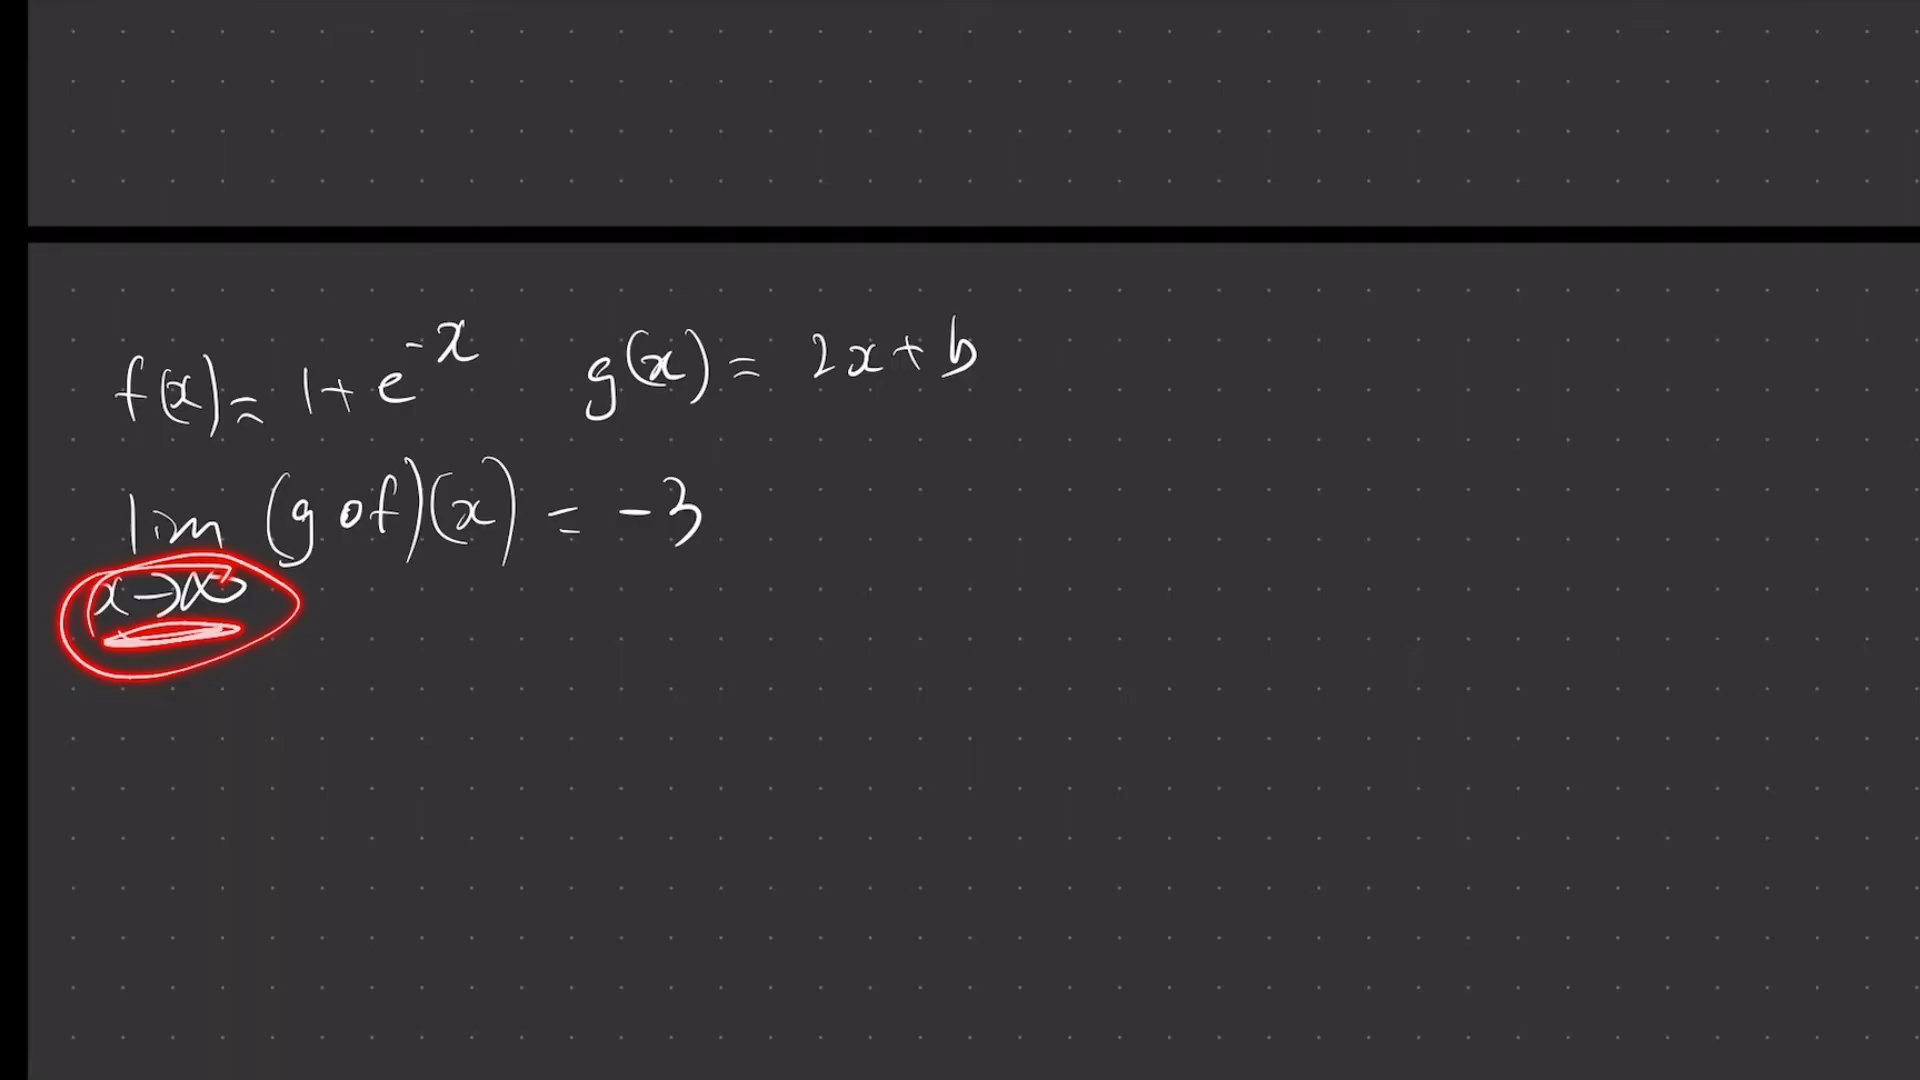 f(x) = 1 + e^{-x} g(x) = 2x + b
lim (g o f)(x) = -3
x → ∞